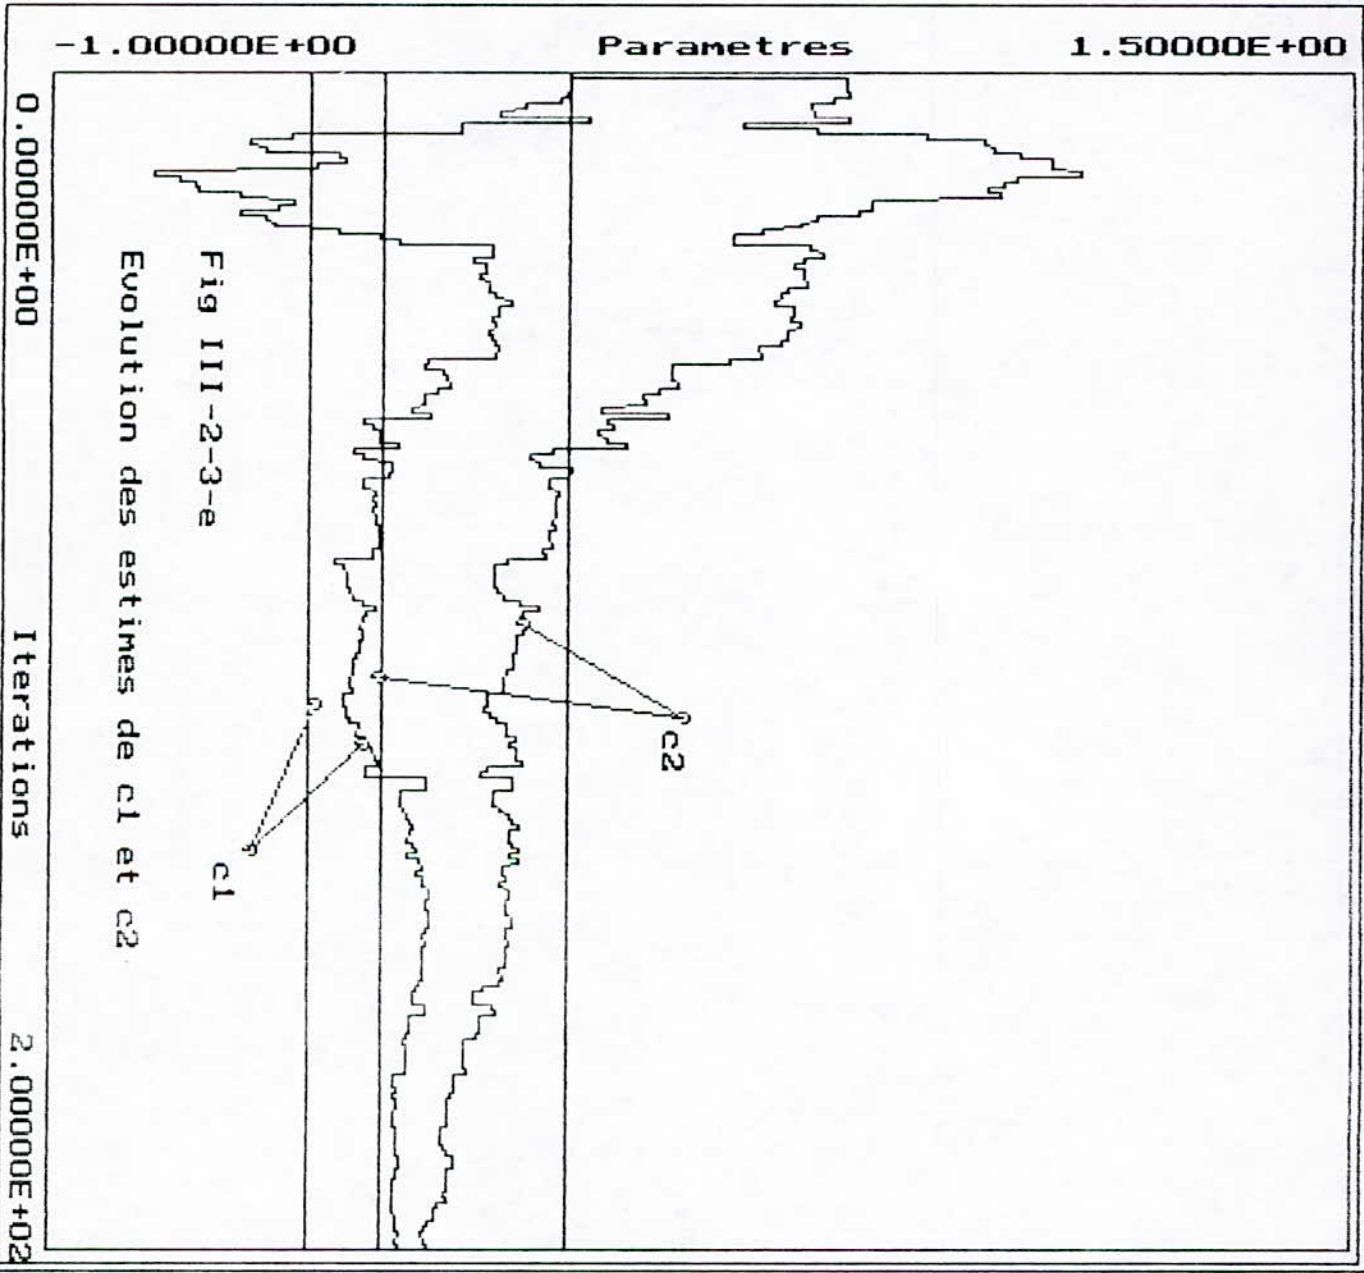 -1.00000E+00 Parametres 1.50000E+00
0.00000E+00 Iterations 2.00000E+02
c2
c1
Fig III-2-3-e
Evolution des estimes de c1 et c2